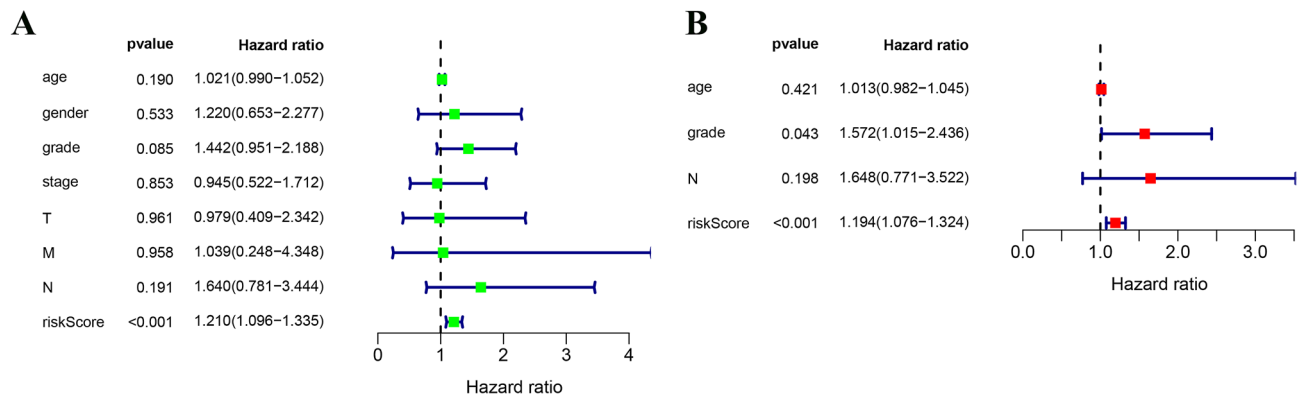 A
pvalue Hazard ratio
age 0.190 1.021(0.990−1.052)
gender 0.533 1.220(0.653−2.277)
grade 0.085 1.442(0.951−2.188)
stage 0.853 0.945(0.522−1.712)
T 0.961 0.979(0.409−2.342)
M 0.958 1.039(0.248−4.348)
N 0.191 1.640(0.781−3.444)
riskScore <0.001 1.210(1.096−1.335)
0 1 2 3 4
Hazard ratio
B
pvalue Hazard ratio
age 0.421 1.013(0.982−1.045)
grade 0.043 1.572(1.015−2.436)
N 0.198 1.648(0.771−3.522)
riskScore <0.001 1.194(1.076−1.324)
0.0 1.0 2.0 3.0
Hazard ratio